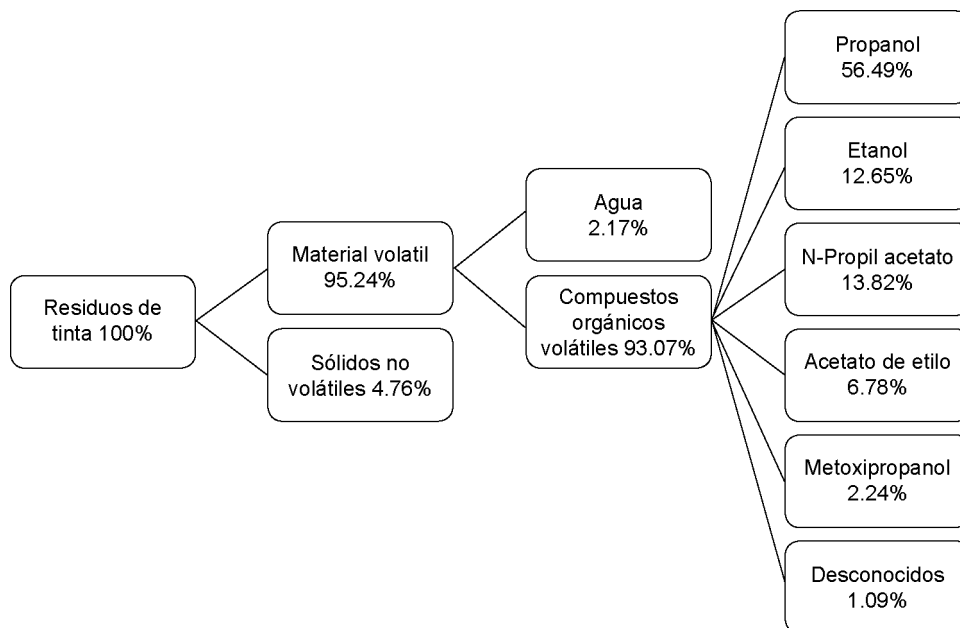 Residuos de
tinta 100%
Material volatil
95.24%
Sólidos no
volátiles 4.76%
Agua
2.17%
Compuestos
orgánicos
volátiles 93.07%
Propanol
56.49%
Etanol
12.65%
N-Propil acetato
13.82%
Acetato de etilo
6.78%
Metoxipropanol
2.24%
Desconocidos
1.09%